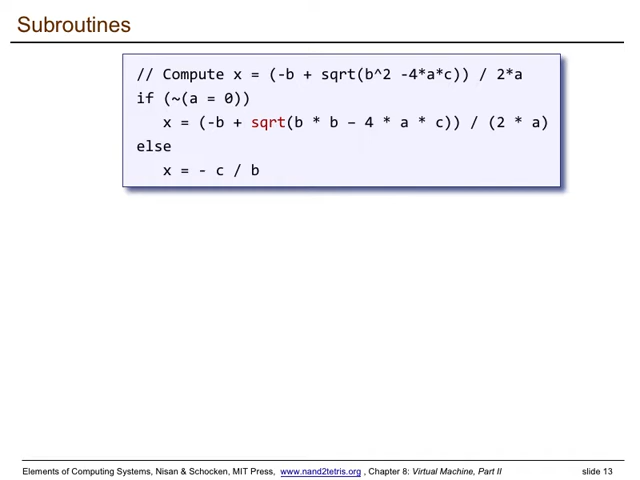 Subroutines
// Compute x = (-b + sqrt(b^2 -4*a*c)) / 2*a
if (~(a = 0))
x = (-b + sqrt(b * b – 4 * a * c)) / (2 * a)
else
x = - c / b
Elements of Computing Systems, Nisan & Schocken, MIT Press, www.nand2tetris.org , Chapter 8: Virtual Machine, Part II slide 13